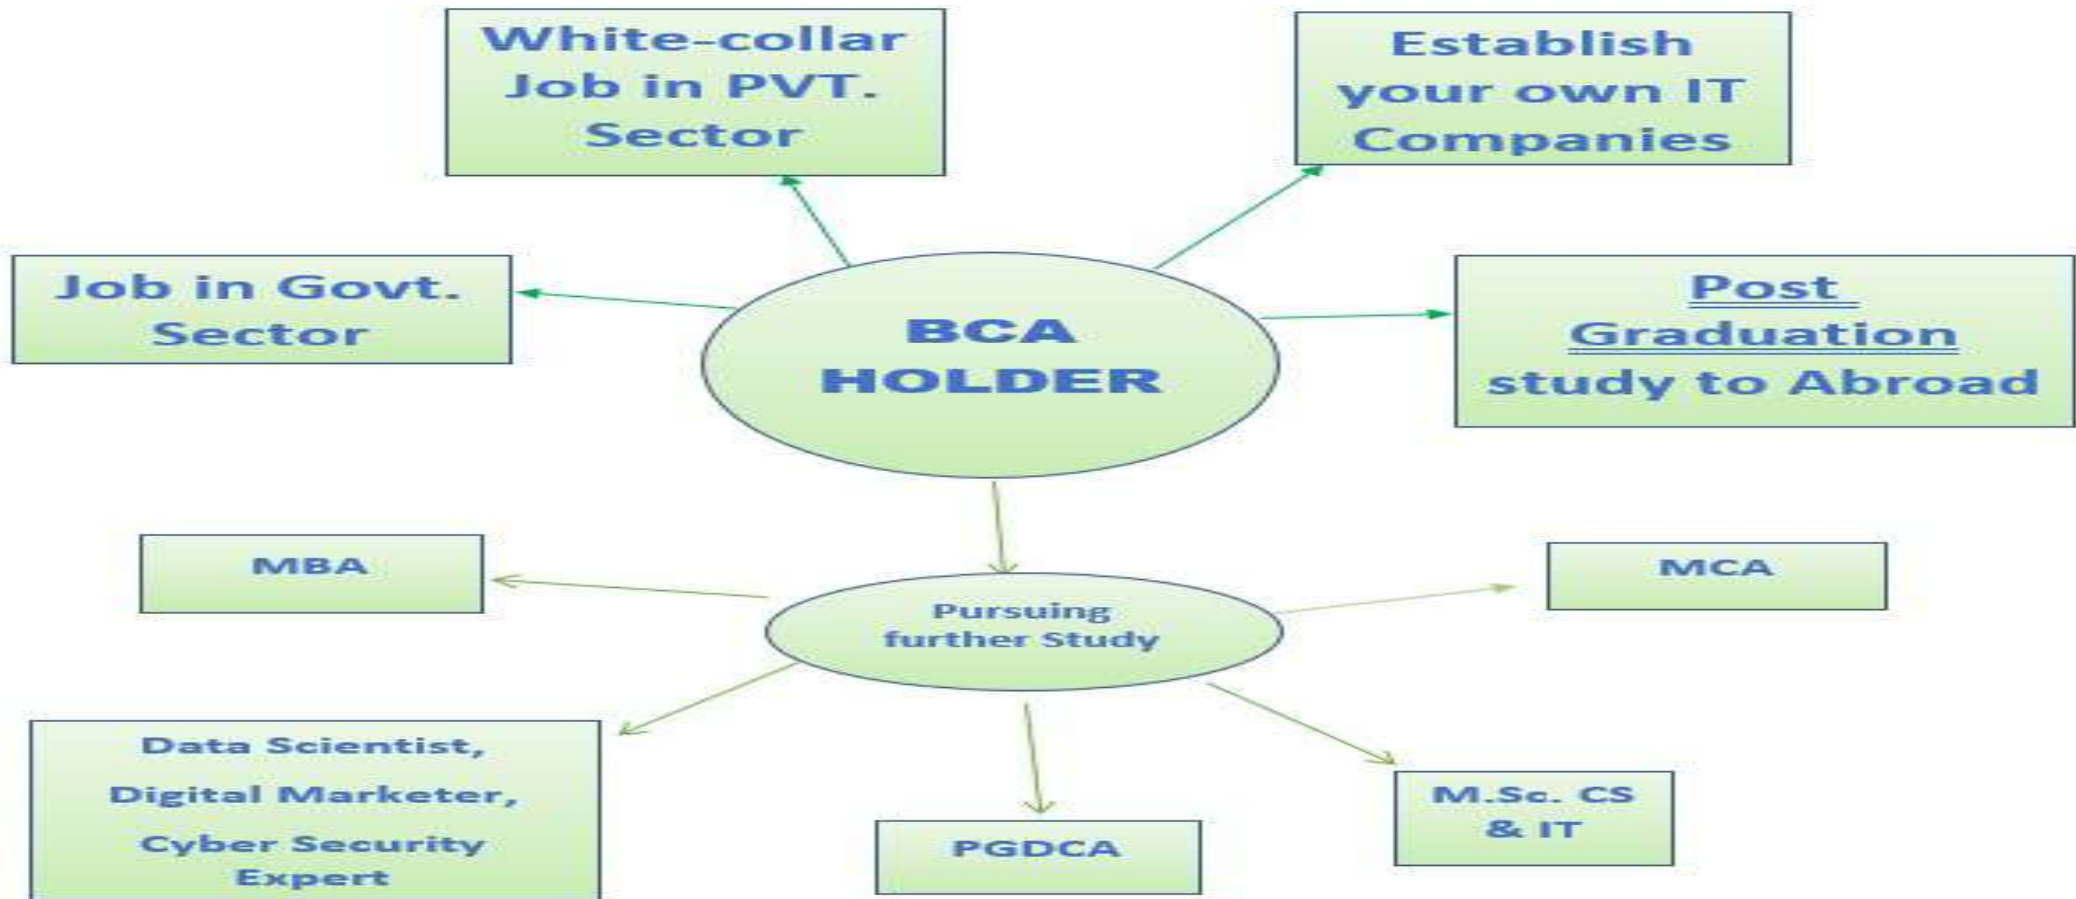 White-collar
Job in PVT.
Sector
Establish
your own IT
Companies
Job in Govt.
Sector
BCA
HOLDER
Post
Graduation
study to Abroad
MBA
Pursuing
further Study
MCA
Data Scientist,
Digital Marketer,
Cyber Security
Expert
PGDCA
M.Sc. CS
& IT